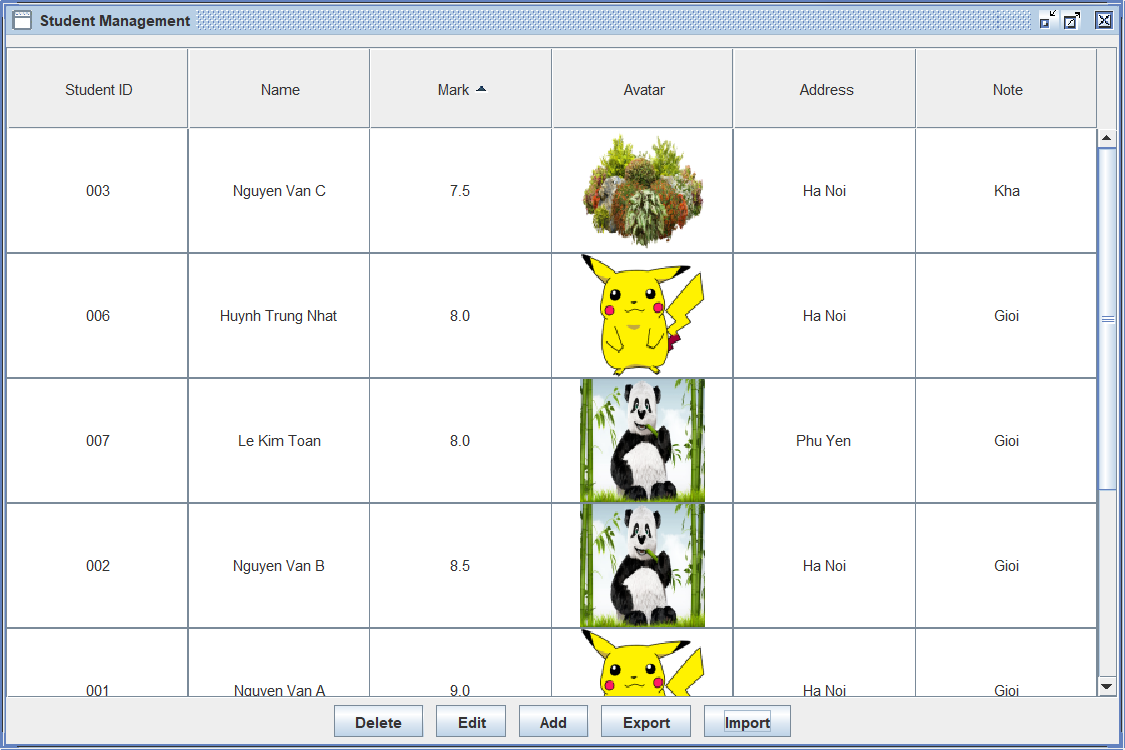 Student Management
Student ID Name Mark Avatar Address Note
003 Nguyen Van C 7.5 Ha Noi Kha
006 Huynh Trung Nhat 8.0 Ha Noi Gioi
007 Le Kim Toan 8.0 Phu Yen Gioi
002 Nguyen Van B 8.5 Ha Noi Gioi
001 Nguyen Van A 9.0 Ha Noi Gioi
Delete Edit Add Export Import